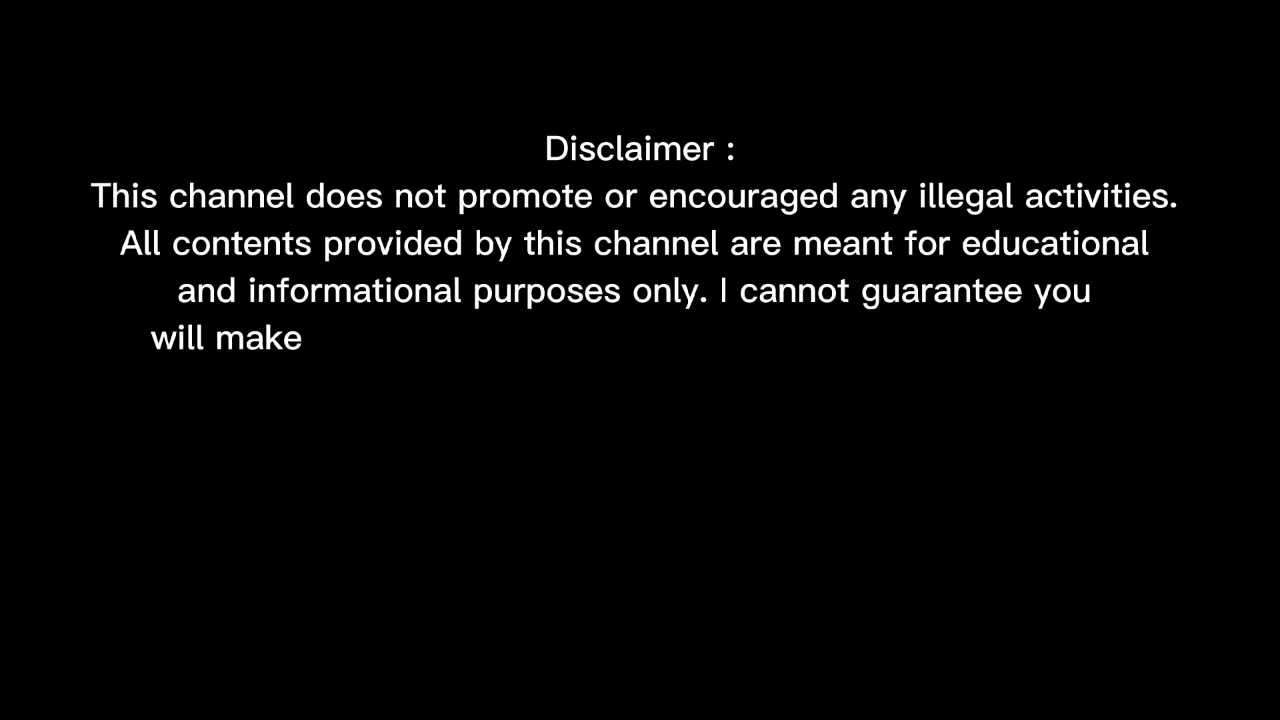 Disclaimer :
This channel does not promote or encouraged any illegal activities.
All contents provided by this channel are meant for educational
and informational purposes only. I cannot guarantee you
will make